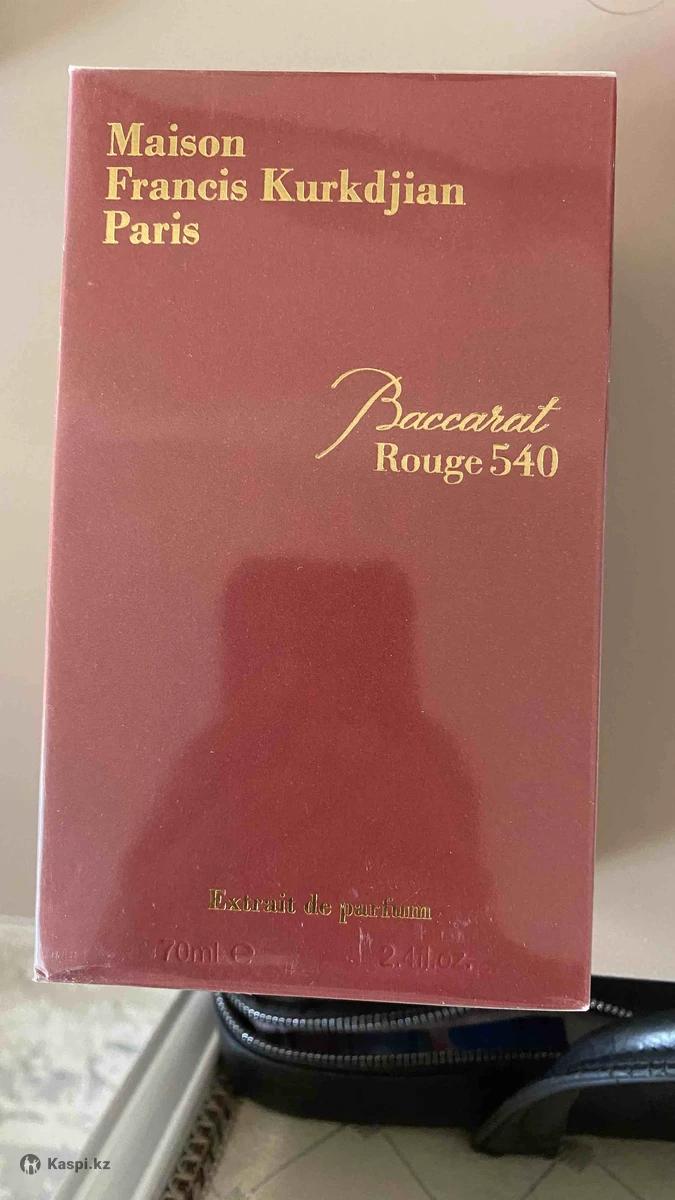 Maison
Francis Kurkdjian
Paris
Baccarat
Rouge 540
Extrait de parfum
70ml ℮ 2.4fl.oz.
Kaspi.kz